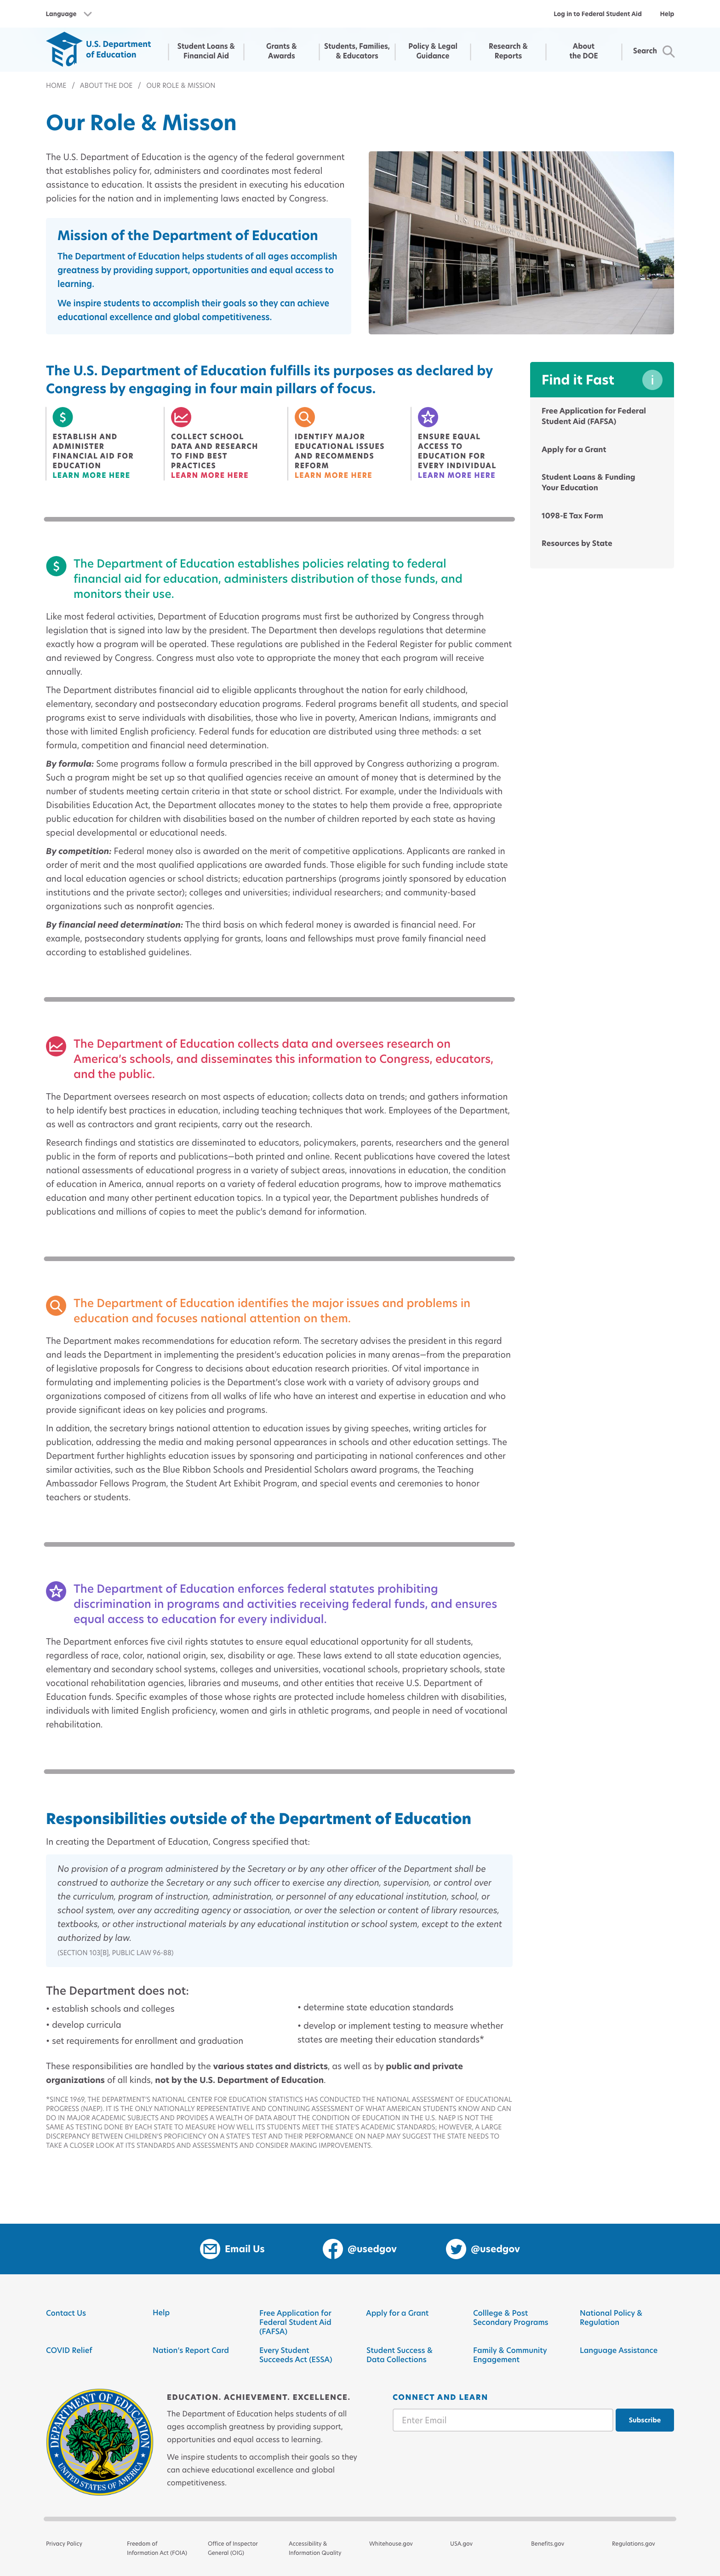 Language
Log in to Federal Student Aid
Help
U.S. Department
of Education
Student Loans &
Financial Aid
Grants &
Awards
Students, Families,
& Educators
Policy & Legal
Guidance
Research &
Reports
About
the DOE
Search
HOME / ABOUT THE DOE / OUR ROLE & MISSION
Our Role & Misson
The U.S. Department of Education is the agency of the federal government
that establishes policy for, administers and coordinates most federal
assistance to education. It assists the president in executing his education
policies for the nation and in implementing laws enacted by Congress.
Mission of the Department of Education
The Department of Education helps students of all ages accomplish
greatness by providing support, opportunities and equal access to
learning.
We inspire students to accomplish their goals so they can achieve
educational excellence and global competitiveness.
The U.S. Department of Education fulfills its purposes as declared by
Congress by engaging in four main pillars of focus.
$
ESTABLISH AND
ADMINISTER
FINANCIAL AID FOR
EDUCATION
LEARN MORE HERE
COLLECT SCHOOL
DATA AND RESEARCH
TO FIND BEST
PRACTICES
LEARN MORE HERE
IDENTIFY MAJOR
EDUCATIONAL ISSUES
AND RECOMMENDS
REFORM
LEARN MORE HERE
ENSURE EQUAL
ACCESS TO
EDUCATION FOR
EVERY INDIVIDUAL
LEARN MORE HERE
Find it Fast
i
Free Application for Federal
Student Aid (FAFSA)
Apply for a Grant
Student Loans & Funding
Your Education
1098-E Tax Form
Resources by State
$
The Department of Education establishes policies relating to federal
financial aid for education, administers distribution of those funds, and
monitors their use.
Like most federal activities, Department of Education programs must first be authorized by Congress through
legislation that is signed into law by the president. The Department then develops regulations that determine
exactly how a program will be operated. These regulations are published in the Federal Register for public comment
and reviewed by Congress. Congress must also vote to appropriate the money that each program will receive
annually.
The Department distributes financial aid to eligible applicants throughout the nation for early childhood,
elementary, secondary and postsecondary education programs. Federal programs benefit all students, and special
programs exist to serve individuals with disabilities, those who live in poverty, American Indians, immigrants and
those with limited English proficiency. Federal funds for education are distributed using three methods: a set
formula, competition and financial need determination.
By formula: Some programs follow a formula prescribed in the bill approved by Congress authorizing a program.
Such a program might be set up so that qualified agencies receive an amount of money that is determined by the
number of students meeting certain criteria in that state or school district. For example, under the Individuals with
Disabilities Education Act, the Department allocates money to the states to help them provide a free, appropriate
public education for children with disabilities based on the number of children reported by each state as having
special developmental or educational needs.
By competition: Federal money also is awarded on the merit of competitive applications. Applicants are ranked in
order of merit and the most qualified applications are awarded funds. Those eligible for such funding include state
and local education agencies or school districts; education partnerships (programs jointly sponsored by education
institutions and the private sector); colleges and universities; individual researchers; and community-based
organizations such as nonprofit agencies.
By financial need determination: The third basis on which federal money is awarded is financial need. For
example, postsecondary students applying for grants, loans and fellowships must prove family financial need
according to established guidelines.
The Department of Education collects data and oversees research on
America's schools, and disseminates this information to Congress, educators,
and the public.
The Department oversees research on most aspects of education; collects data on trends; and gathers information
to help identify best practices in education, including teaching techniques that work. Employees of the Department,
as well as contractors and grant recipients, carry out the research.
Research findings and statistics are disseminated to educators, policymakers, parents, researchers and the general
public in the form of reports and publications—both printed and online. Recent publications have covered the latest
national assessments of educational progress in a variety of subject areas, innovations in education, the condition
of education in America, annual reports on a variety of federal education programs, how to improve mathematics
education and many other pertinent education topics. In a typical year, the Department publishes hundreds of
publications and millions of copies to meet the public's demand for information.
The Department of Education identifies the major issues and problems in
education and focuses national attention on them.
The Department makes recommendations for education reform. The secretary advises the president in this regard
and leads the Department in implementing the president's education policies in many arenas—from the preparation
of legislative proposals for Congress to decisions about education research priorities. Of vital importance in
formulating and implementing policies is the Department's close work with a variety of advisory groups and
organizations composed of citizens from all walks of life who have an interest and expertise in education and who
provide significant ideas on key policies and programs.
In addition, the secretary brings national attention to education issues by giving speeches, writing articles for
publication, addressing the media and making personal appearances in schools and other education settings. The
Department further highlights education issues by sponsoring and participating in national conferences and other
similar activities, such as the Blue Ribbon Schools and Presidential Scholars award programs, the Teaching
Ambassador Fellows Program, the Student Art Exhibit Program, and special events and ceremonies to honor
teachers or students.
The Department of Education enforces federal statutes prohibiting
discrimination in programs and activities receiving federal funds, and ensures
equal access to education for every individual.
The Department enforces five civil rights statutes to ensure equal educational opportunity for all students,
regardless of race, color, national origin, sex, disability or age. These laws extend to all state education agencies,
elementary and secondary school systems, colleges and universities, vocational schools, proprietary schools, state
vocational rehabilitation agencies, libraries and museums, and other entities that receive U.S. Department of
Education funds. Specific examples of those whose rights are protected include homeless children with disabilities,
individuals with limited English proficiency, women and girls in athletic programs, and people in need of vocational
rehabilitation.
Responsibilities outside of the Department of Education
In creating the Department of Education, Congress specified that:
No provision of a program administered by the Secretary or by any other officer of the Department shall be
construed to authorize the Secretary or any such officer to exercise any direction, supervision, or control over
the curriculum, program of instruction, administration, or personnel of any educational institution, school, or
school system, over any accrediting agency or association, or over the selection or content of library resources,
textbooks, or other instructional materials by any educational institution or school system, except to the extent
authorized by law.
(SECTION 103[B], PUBLIC LAW 96-88)
The Department does not:
• establish schools and colleges
• develop curricula
• set requirements for enrollment and graduation
• determine state education standards
• develop or implement testing to measure whether
states are meeting their education standards*
These responsibilities are handled by the various states and districts, as well as by public and private
organizations of all kinds, not by the U.S. Department of Education.
*SINCE 1969, THE DEPARTMENT'S NATIONAL CENTER FOR EDUCATION STATISTICS HAS CONDUCTED THE NATIONAL ASSESSMENT OF EDUCATIONAL
PROGRESS (NAEP). IT IS THE ONLY NATIONALLY REPRESENTATIVE AND CONTINUING ASSESSMENT OF WHAT AMERICAN STUDENTS KNOW AND CAN
DO IN MAJOR ACADEMIC SUBJECTS AND PROVIDES A WEALTH OF DATA ABOUT THE CONDITION OF EDUCATION IN THE U.S. NAEP IS NOT THE
SAME AS TESTING DONE BY EACH STATE TO MEASURE HOW WELL ITS STUDENTS MEET THE STATE'S ACADEMIC STANDARDS; HOWEVER, A LARGE
DISCREPANCY BETWEEN CHILDREN'S PROFICIENCY ON A STATE'S TEST AND THEIR PERFORMANCE ON NAEP MAY SUGGEST THE STATE NEEDS TO
TAKE A CLOSER LOOK AT ITS STANDARDS AND ASSESSMENTS AND CONSIDER MAKING IMPROVEMENTS.
Email Us
@usedgov
@usedgov
Contact Us
Help
Free Application for
Federal Student Aid
(FAFSA)
Apply for a Grant
Colllege & Post
Secondary Programs
National Policy &
Regulation
COVID Relief
Nation's Report Card
Every Student
Succeeds Act (ESSA)
Student Success &
Data Collections
Family & Community
Engagement
Language Assistance
DEPARTMENT OF EDUCATION
UNITED STATES OF AMERICA
EDUCATION. ACHIEVEMENT. EXCELLENCE.
The Department of Education helps students of all
ages accomplish greatness by providing support,
opportunities and equal access to learning.
We inspire students to accomplish their goals so they
can achieve educational excellence and global
competitiveness.
CONNECT AND LEARN
Enter Email
Subscribe
Privacy Policy
Freedom of
Information Act (FOIA)
Office of Inspector
General (OIG)
Accessibility &
Information Quality
Whitehouse.gov
USA.gov
Benefits.gov
Regulations.gov